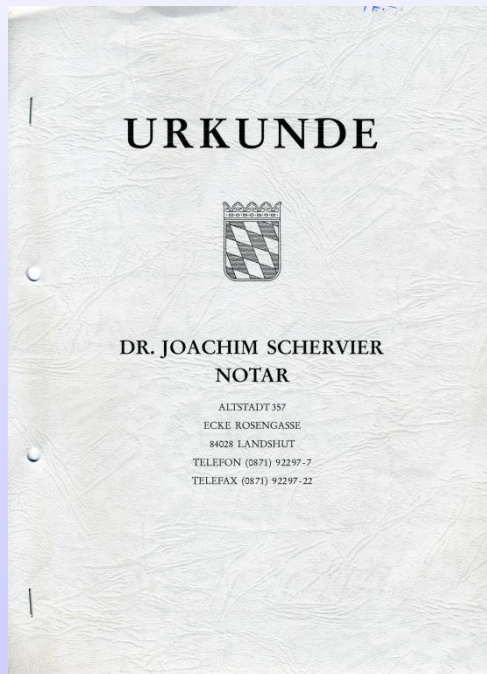 URKUNDE
DR. JOACHIM SCHERVIER
NOTAR
ALTSTADT 357
ECKE ROSENGASSE
84028 LANDSHUT
TELEFON (0871) 92297-7
TELEFAX (0871) 92297-22